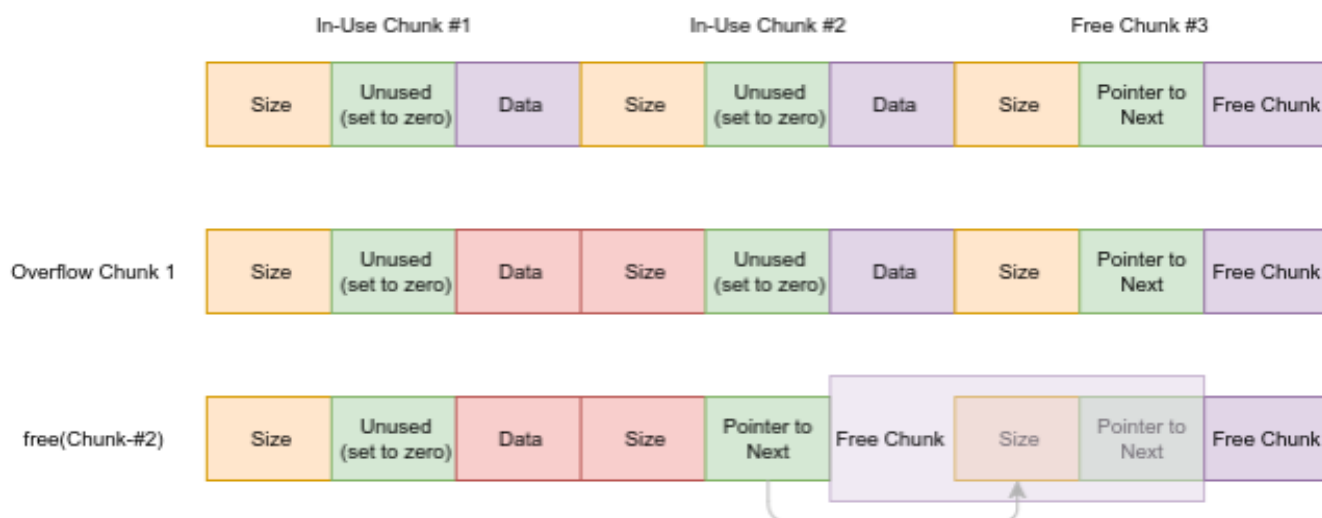 In-Use Chunk #1
In-Use Chunk #2
Free Chunk #3
Size
Unused
(set to zero)
Data
Size
Unused
(set to zero)
Data
Size
Pointer to
Next
Free Chunk
Overflow Chunk 1
Size
Unused
(set to zero)
Data
Size
Unused
(set to zero)
Data
Size
Pointer to
Next
Free Chunk
free(Chunk-#2)
Size
Unused
(set to zero)
Data
Size
Pointer to
Next
Free Chunk
Size
Pointer to
Next
Free Chunk